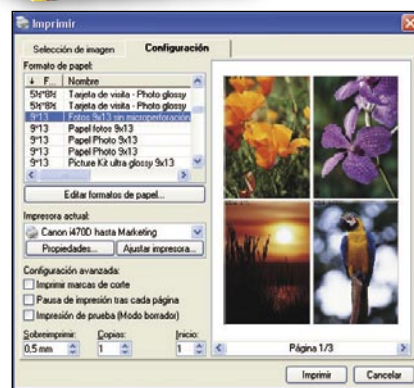 Imprimir
Selección de imagen
Configuración
Formato de papel:
F... Nombre
5½*8½ Tarjeta de visita - Photo glossy
5½*8½ Tarjeta de visita - Photo glossy
9*13 Fotos 9x13 sin microperforación
9*13 Papel fotos 9x13
9*13 Papel Photo 9x13
9*13 Papel Photo 9x13
9*13 Picture Kit ultra glossy 9x13
Editar formatos de papel...
Impresora actual:
Canon i470D hasta Marketing
Propiedades...
Ajustar impresora...
Configuración avanzada:
Imprimir marcas de corte
Pausa de impresión tras cada página
Impresión de prueba (Modo borrador)
Sobreimprimir: Copias: Inicio:
0,5 mm 1 1
Página 1/3
Imprimir
Cancelar